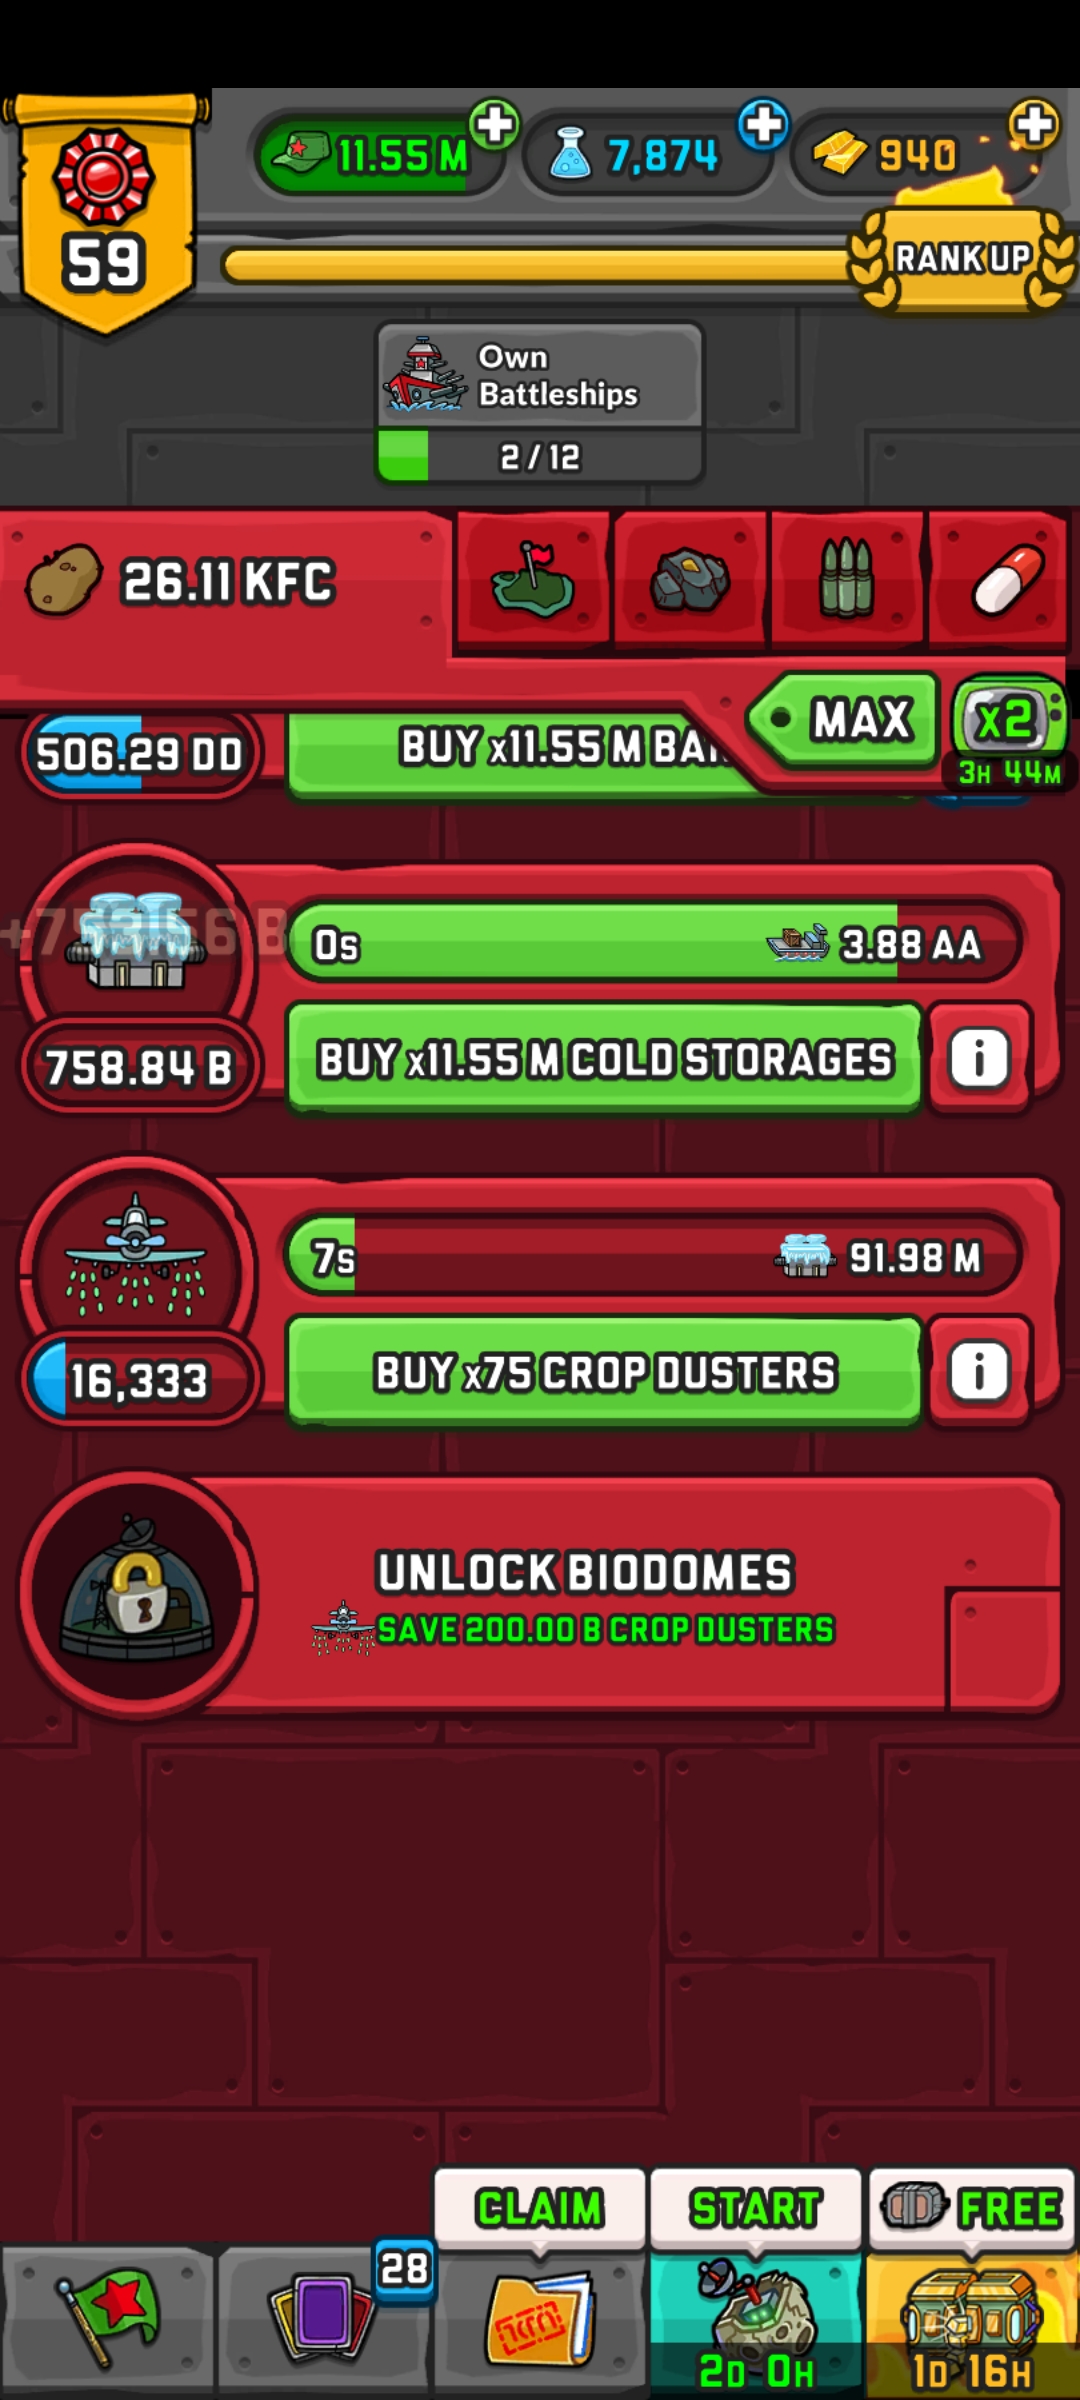 11.55 M
7,874
940
59
RANK UP
Own
Battleships
2 / 12
26.11 KFC
MAX
x2
3H 44M
506.29 DD
BUY x11.55 M
0s
3.88 AA
758.84 B
BUY x11.55 M COLD STORAGES
i
7s
91.98 M
16,333
BUY x75 CROP DUSTERS
i
UNLOCK BIODOMES
SAVE 200.00 B CROP DUSTERS
CLAIM
START
FREE
28
2D 0H
1D 16H